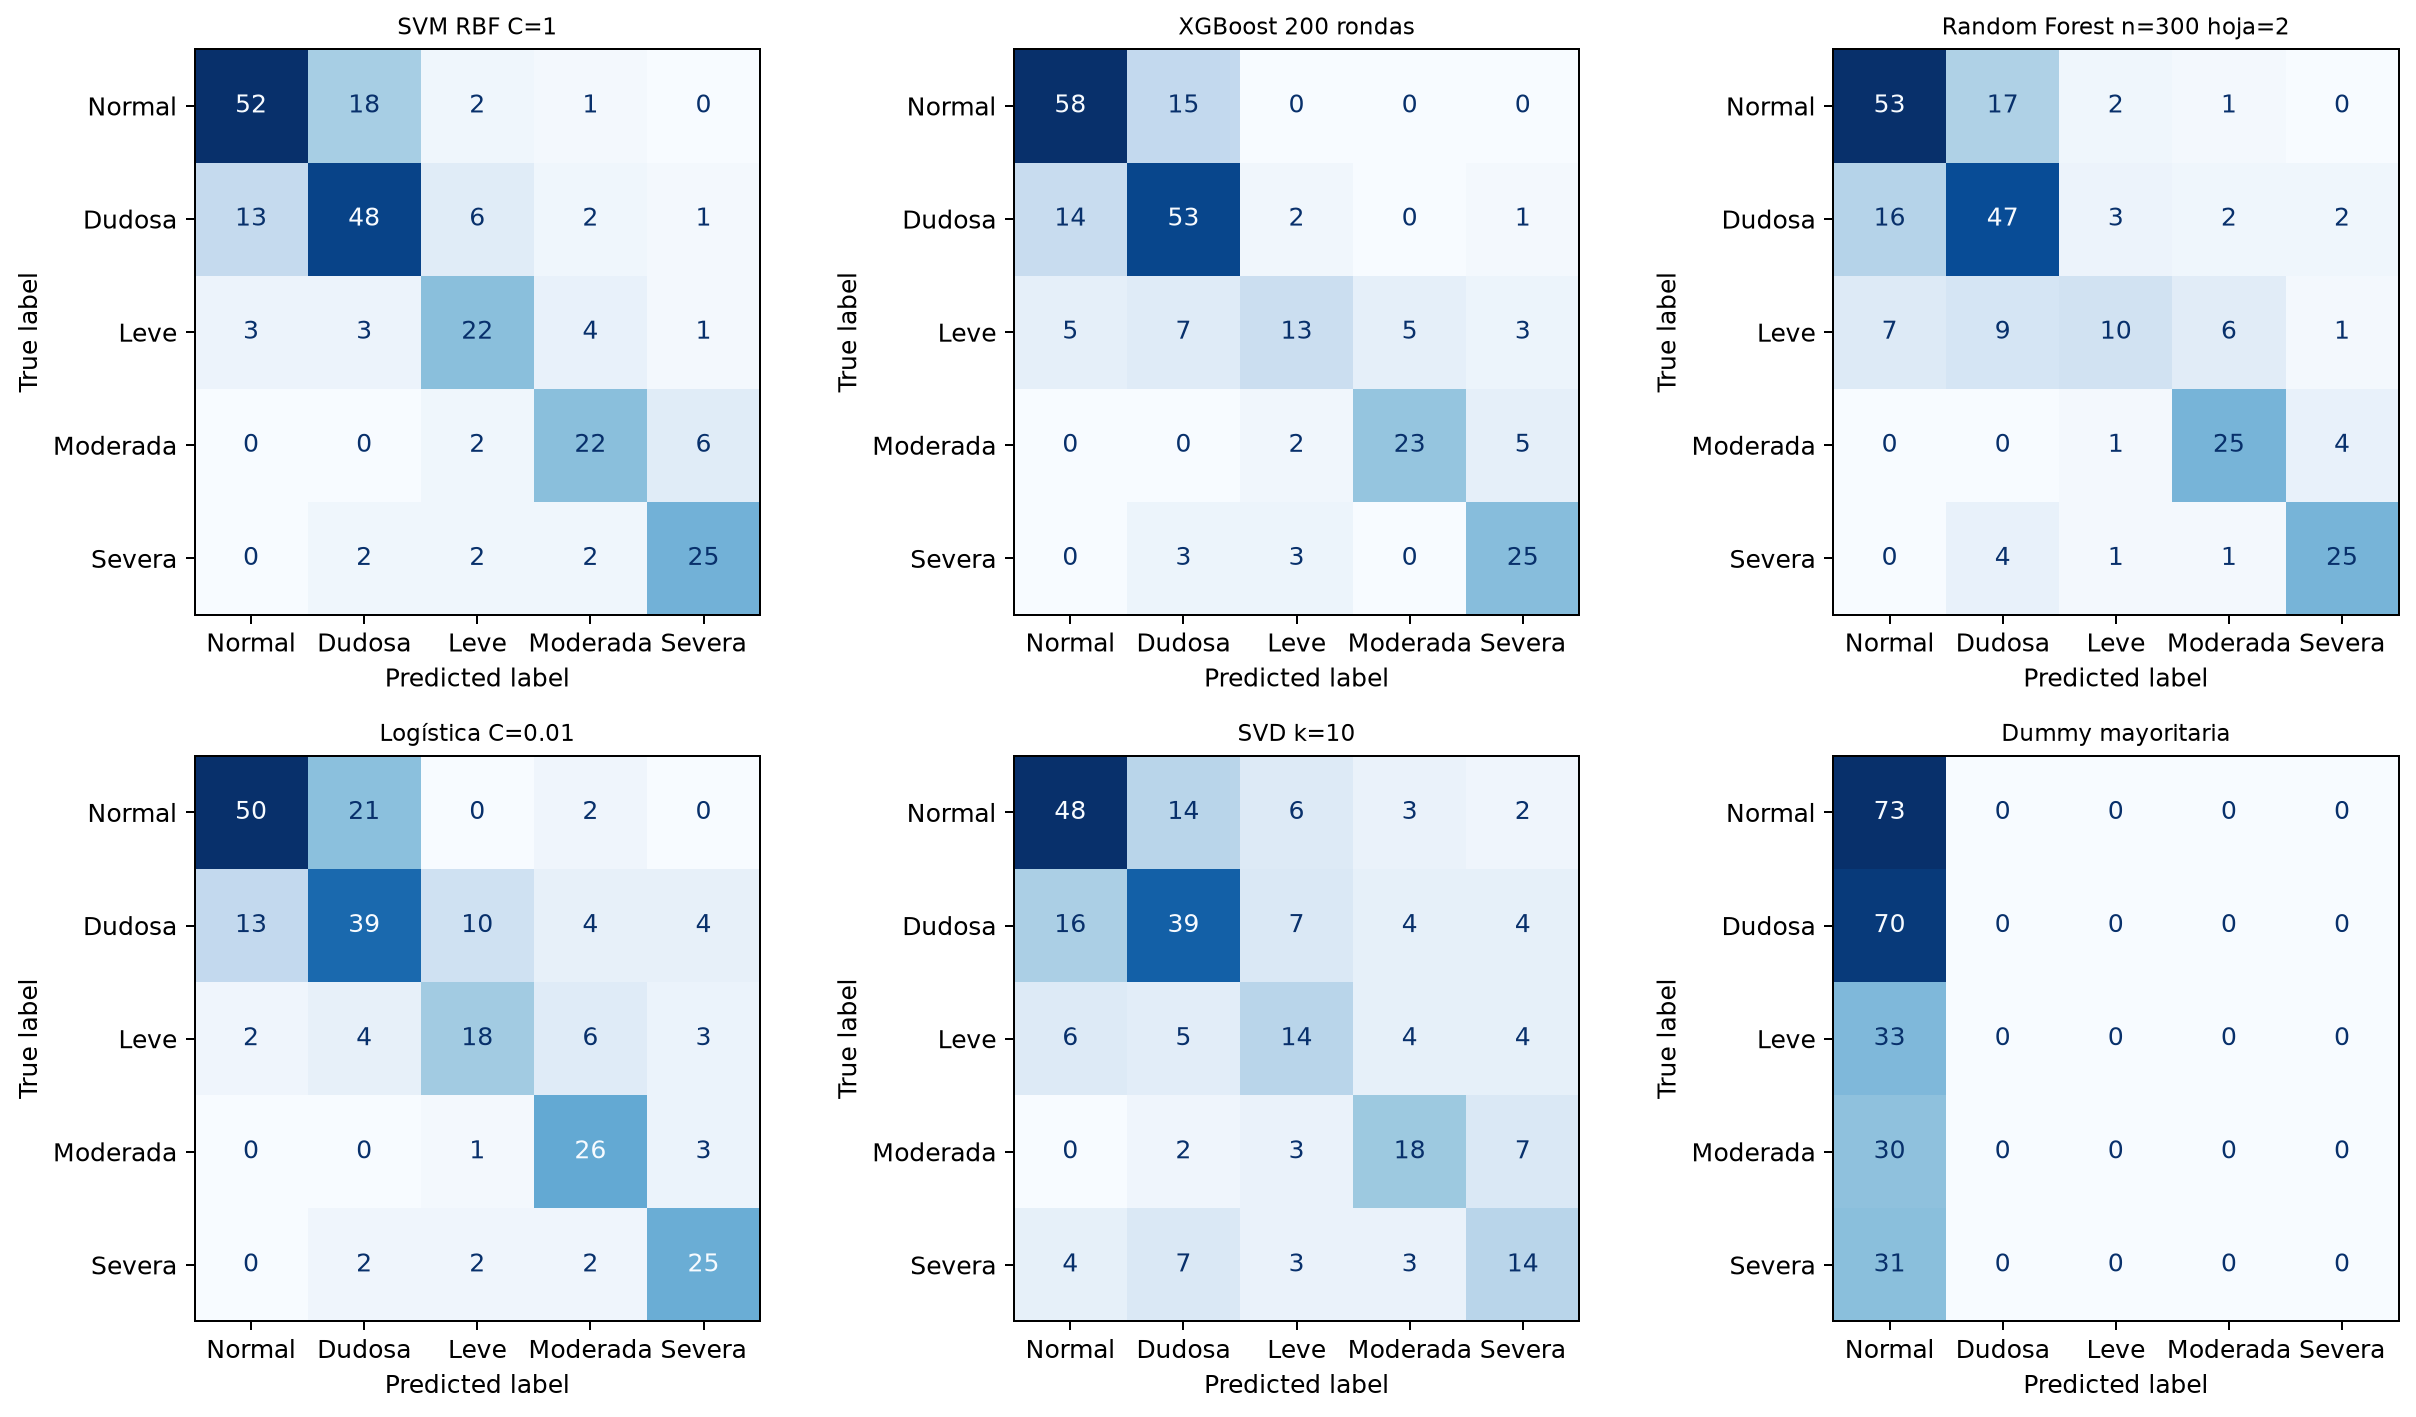 SVM RBF C=1
True label
Normal 52 18 2 1 0
Dudosa 13 48 6 2 1
Leve 3 3 22 4 1
Moderada 0 0 2 22 6
Severa 0 2 2 2 25
Normal Dudosa Leve Moderada Severa
Predicted label
XGBoost 200 rondas
True label
Normal 58 15 0 0 0
Dudosa 14 53 2 0 1
Leve 5 7 13 5 3
Moderada 0 0 2 23 5
Severa 0 3 3 0 25
Normal Dudosa Leve Moderada Severa
Predicted label
Random Forest n=300 hoja=2
True label
Normal 53 17 2 1 0
Dudosa 16 47 3 2 2
Leve 7 9 10 6 1
Moderada 0 0 1 25 4
Severa 0 4 1 1 25
Normal Dudosa Leve Moderada Severa
Predicted label
Logística C=0.01
True label
Normal 50 21 0 2 0
Dudosa 13 39 10 4 4
Leve 2 4 18 6 3
Moderada 0 0 1 26 3
Severa 0 2 2 2 25
Normal Dudosa Leve Moderada Severa
Predicted label
SVD k=10
True label
Normal 48 14 6 3 2
Dudosa 16 39 7 4 4
Leve 6 5 14 4 4
Moderada 0 2 3 18 7
Severa 4 7 3 3 14
Normal Dudosa Leve Moderada Severa
Predicted label
Dummy mayoritaria
True label
Normal 73 0 0 0 0
Dudosa 70 0 0 0 0
Leve 33 0 0 0 0
Moderada 30 0 0 0 0
Severa 31 0 0 0 0
Normal Dudosa Leve Moderada Severa
Predicted label